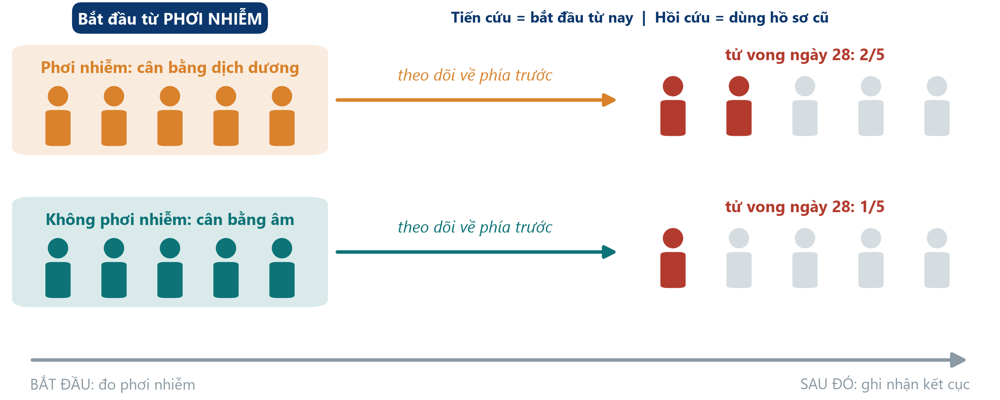 Bắt đầu từ PHƠI NHIỄM
Tiến cứu = bắt đầu từ nay | Hồi cứu = dùng hồ sơ cũ
Phơi nhiễm: cân bằng dịch dương
theo dõi về phía trước
tử vong ngày 28: 2/5
Không phơi nhiễm: cân bằng âm
theo dõi về phía trước
tử vong ngày 28: 1/5
BẮT ĐẦU: đo phơi nhiễm
SAU ĐÓ: ghi nhận kết cục